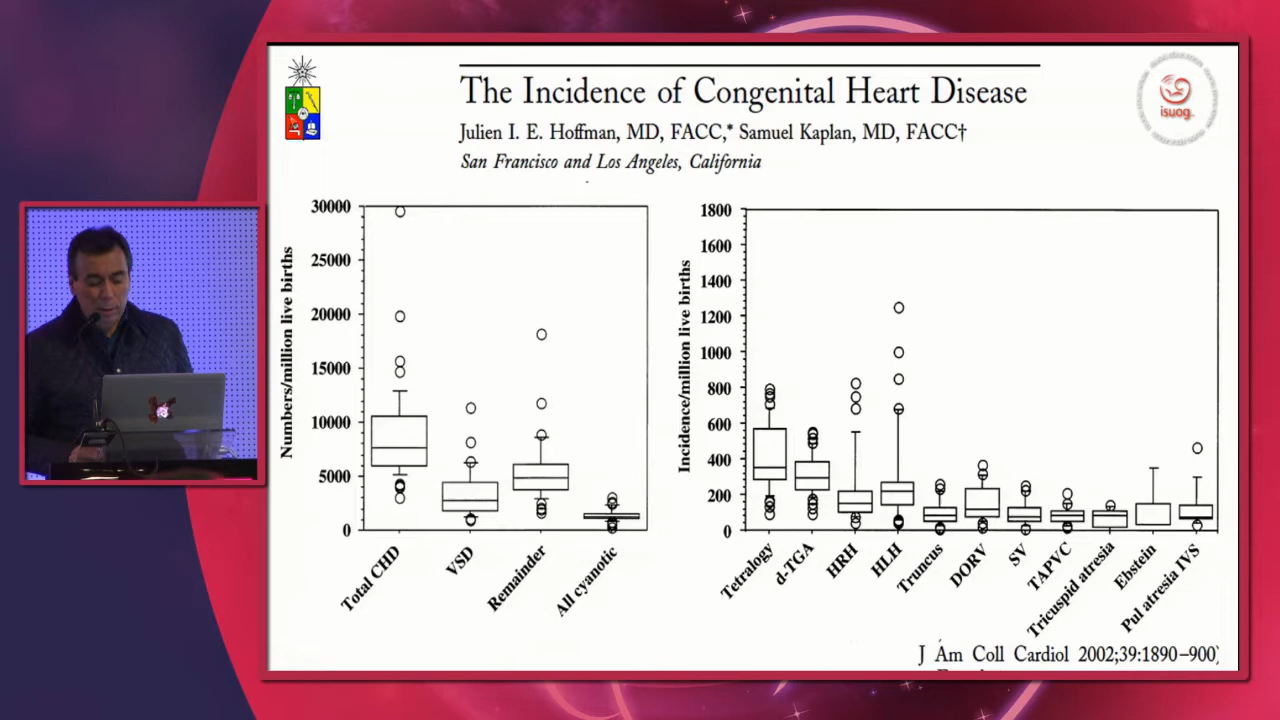 The Incidence of Congenital Heart Disease
Julien I. E. Hoffman, MD, FACC,* Samuel Kaplan, MD, FACC†
San Francisco and Los Angeles, California
isuog
Numbers/million live births
30000
25000
20000
15000
10000
5000
0
Total CHD
VSD
Remainder
All cyanotic
Incidence/million live births
1800
1600
1400
1200
1000
800
600
400
200
0
Tetralogy
d-TGA
HRH
HLH
Truncus
DORV
SV
TAPVC
Tricuspid atresia
Ebstein
Pul atresia IVS
J Am Coll Cardiol 2002;39:1890–900)